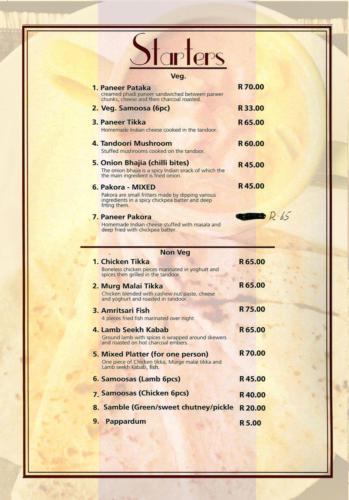 Starters
Veg.
1. Paneer Pataka R 70.00
creamed phadi paneer sandwiched between paneer
chunks, cheese and then charcoal roasted.
2. Veg. Samoosa (6pc) R 33.00
3. Paneer Tikka R 65.00
Homemade Indian cheese cooked in the tandoor.
4. Tandoori Mushroom R 60.00
Stuffed mushrooms cooked on the tandoor.
5. Onion Bhajia (chilli bites) R 45.00
The onion bhajia is a spicy Indian snack of which the
the main ingredient is fried onion.
6. Pakora - MIXED R 45.00
Pakora are small fritters made by dipping various
ingredients in a spicy chickpea batter and deep
friting them.
7. Paneer Pakora R 65
Homemade Indian cheese stuffed with masala and
deep fried with chickpea batter.
Non Veg
1. Chicken Tikka R 65.00
Boneless chicken pieces marinated in yoghurt and
spices then grilled in the tandoor.
2. Murg Malai Tikka R 65.00
Chicken blended with cashew nut paste, cheese
and yoghurt and roasted in tandoor.
3. Amritsari Fish R 75.00
4 pieces fried fish marinated over night
4. Lamb Seekh Kabab R 65.00
Ground lamb with spices is wrapped around skewers
and roasted on hot charcoal embers
5. Mixed Platter (for one person) R 70.00
One piece of Chicken tikka, Murge malai tikka and
Lamb seekh Kabab, fish.
6. Samoosas (Lamb 6pcs) R 45.00
7. Samoosas (Chicken 6pcs) R 40.00
8. Samble (Green/sweet chutney/pickle R 20.00
9. Pappardum R 5.00